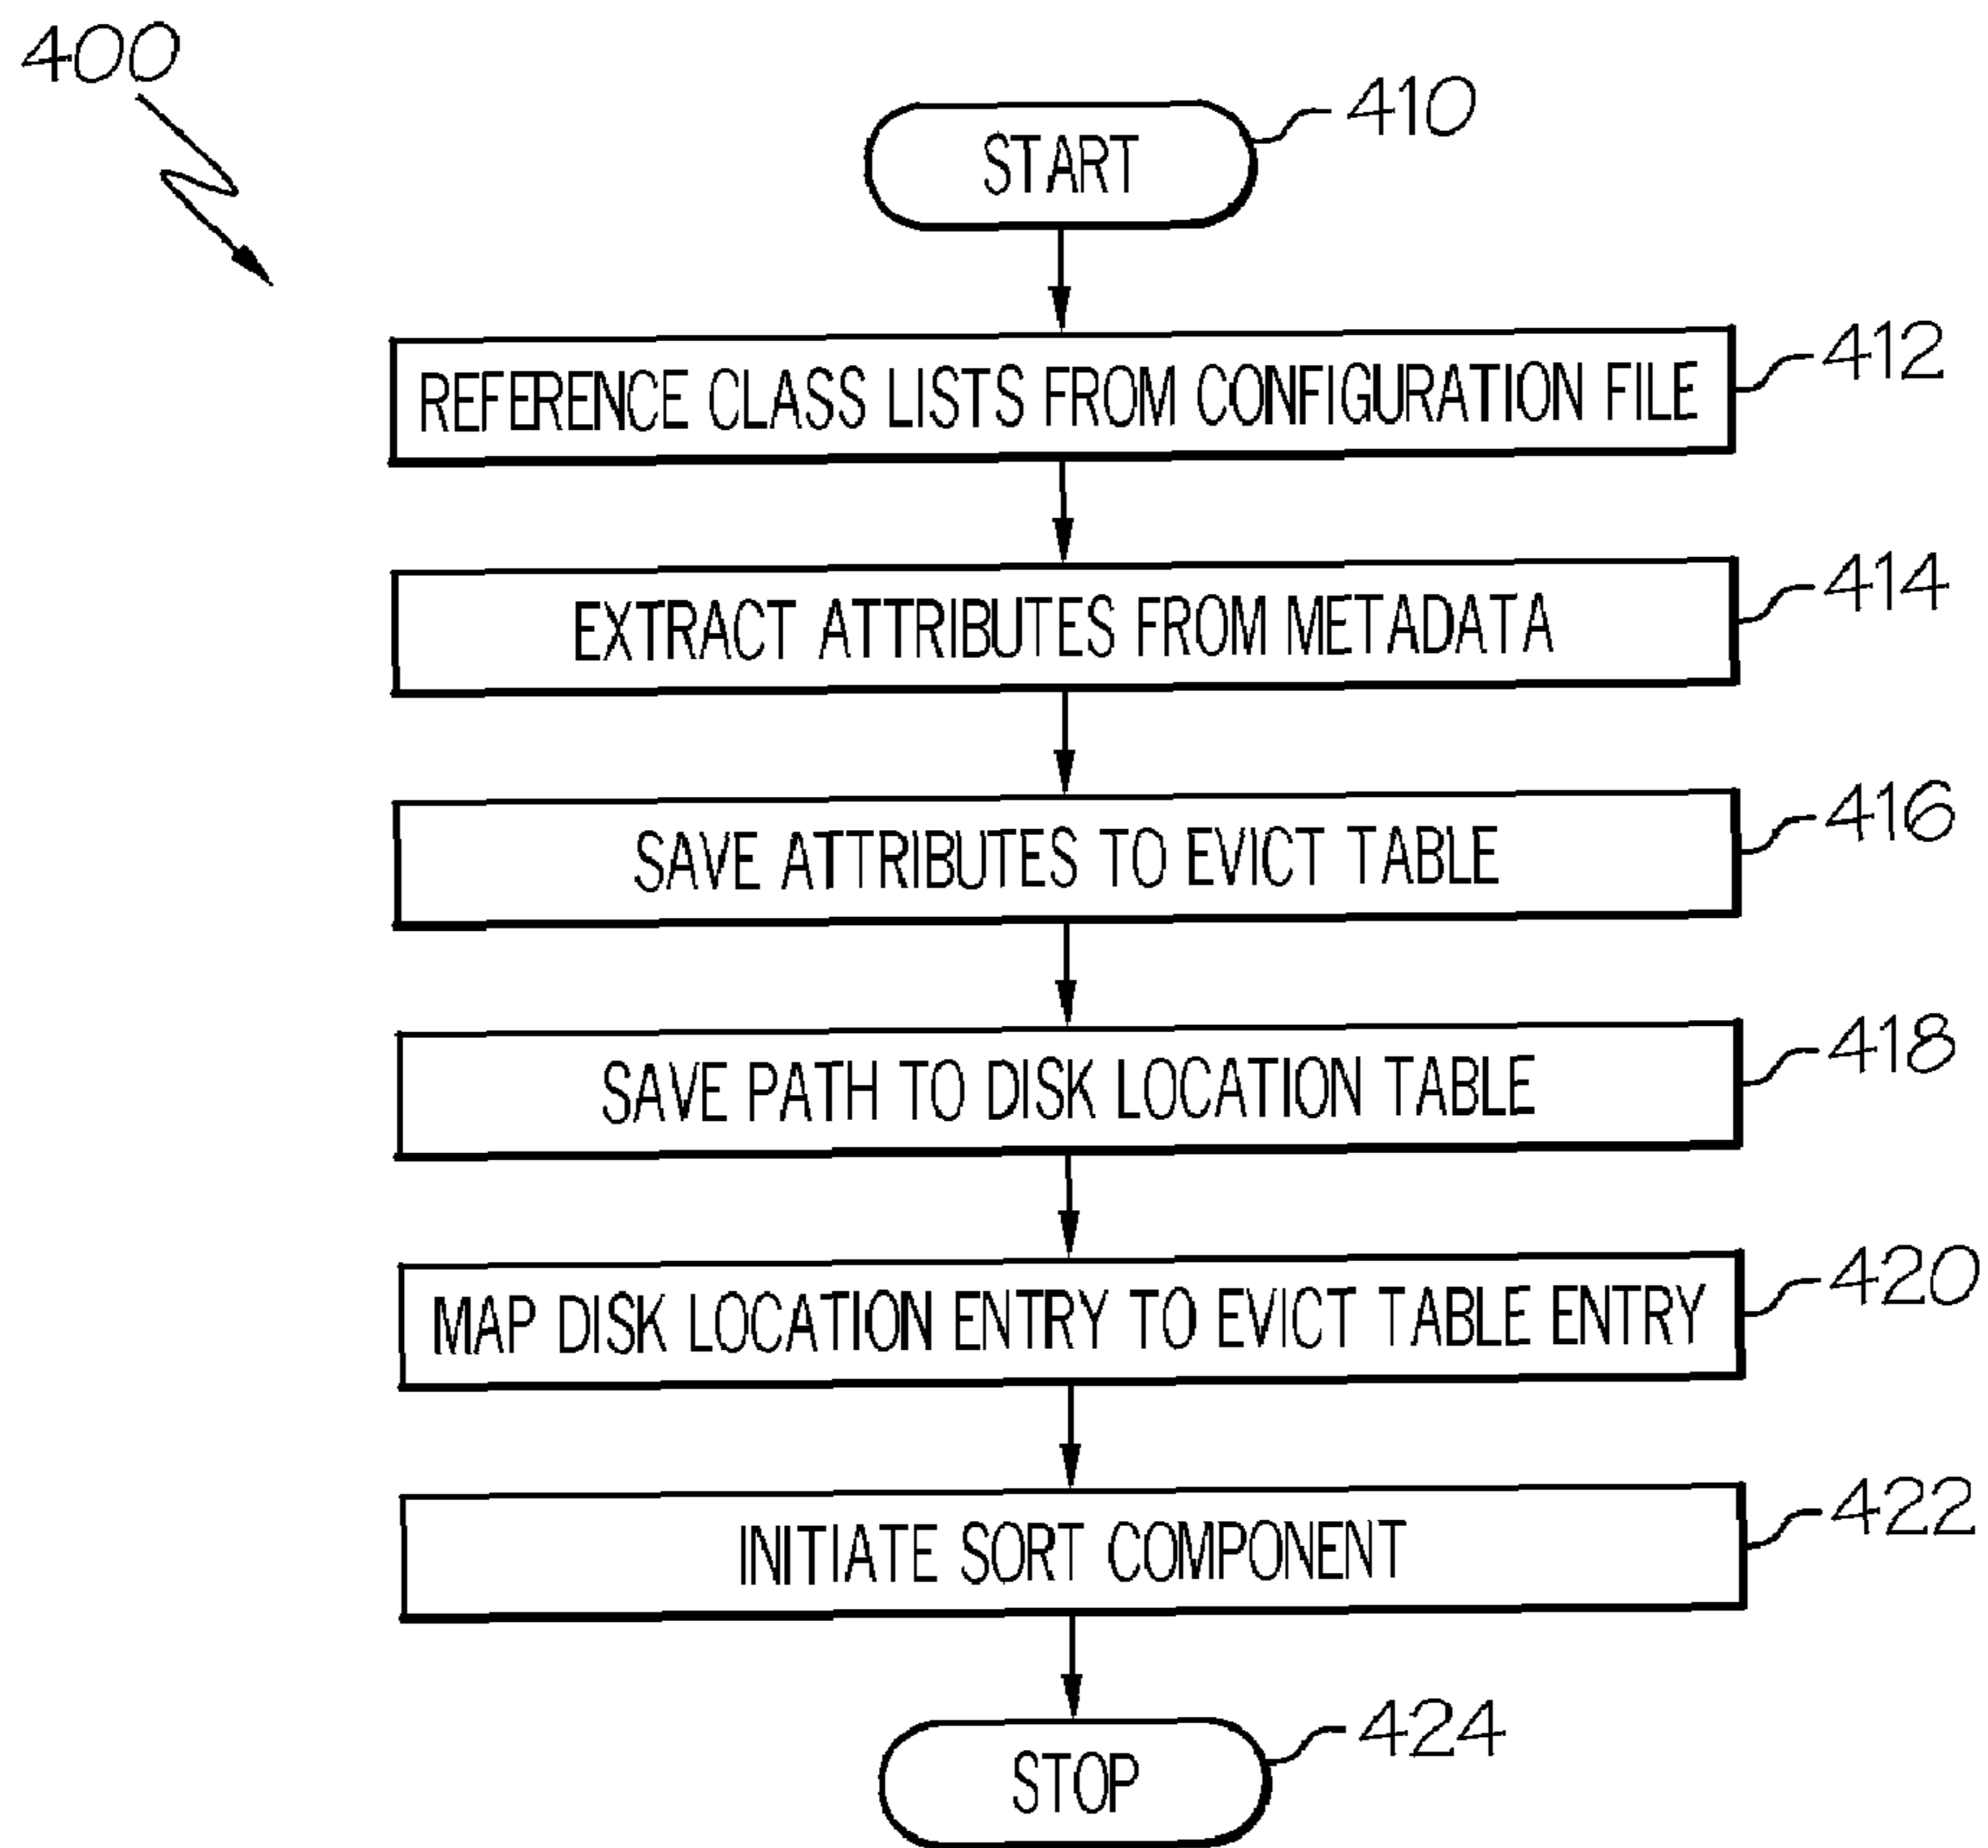 400
START
410
REFERENCE CLASS LISTS FROM CONFIGURATION FILE
412
EXTRACT ATTRIBUTES FROM METADATA
414
SAVE ATTRIBUTES TO EVICT TABLE
416
SAVE PATH TO DISK LOCATION TABLE
418
MAP DISK LOCATION ENTRY TO EVICT TABLE ENTRY
420
INITIATE SORT COMPONENT
422
STOP
424